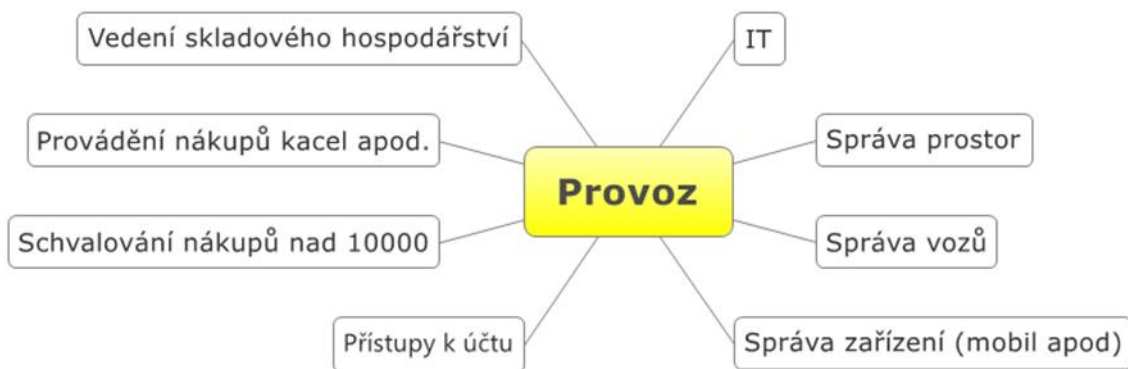 Vedení skladového hospodářství
IT
Provádění nákupů kacel apod.
Správa prostor
Provoz
Schvalování nákupů nad 10000
Správa vozů
Přístupy k účtu
Správa zařízení (mobil apod)